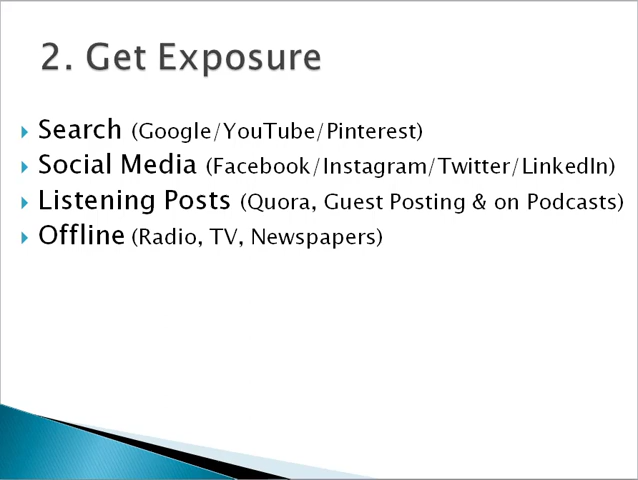 2. Get Exposure
Search (Google/YouTube/Pinterest)
Social Media (Facebook/Instagram/Twitter/LinkedIn)
Listening Posts (Quora, Guest Posting & on Podcasts)
Offline (Radio, TV, Newspapers)